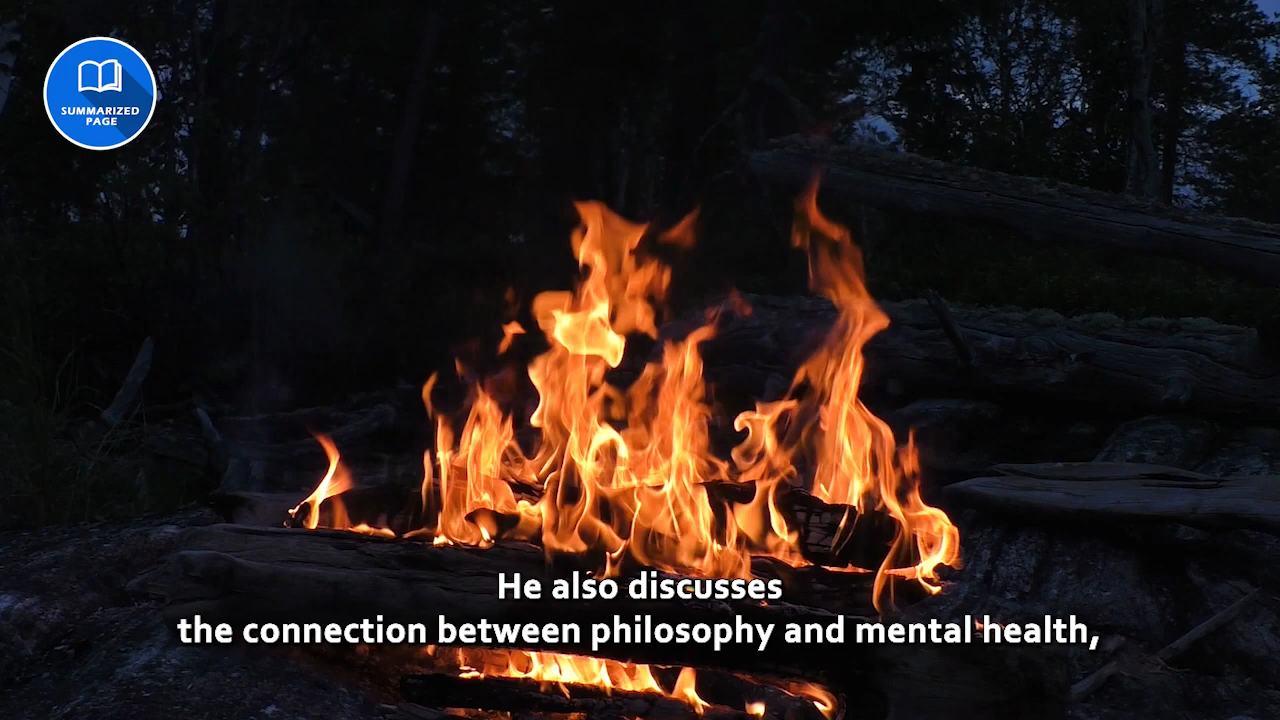 SUMMARIZED
PAGE
He also discusses
the connection between philosophy and mental health,